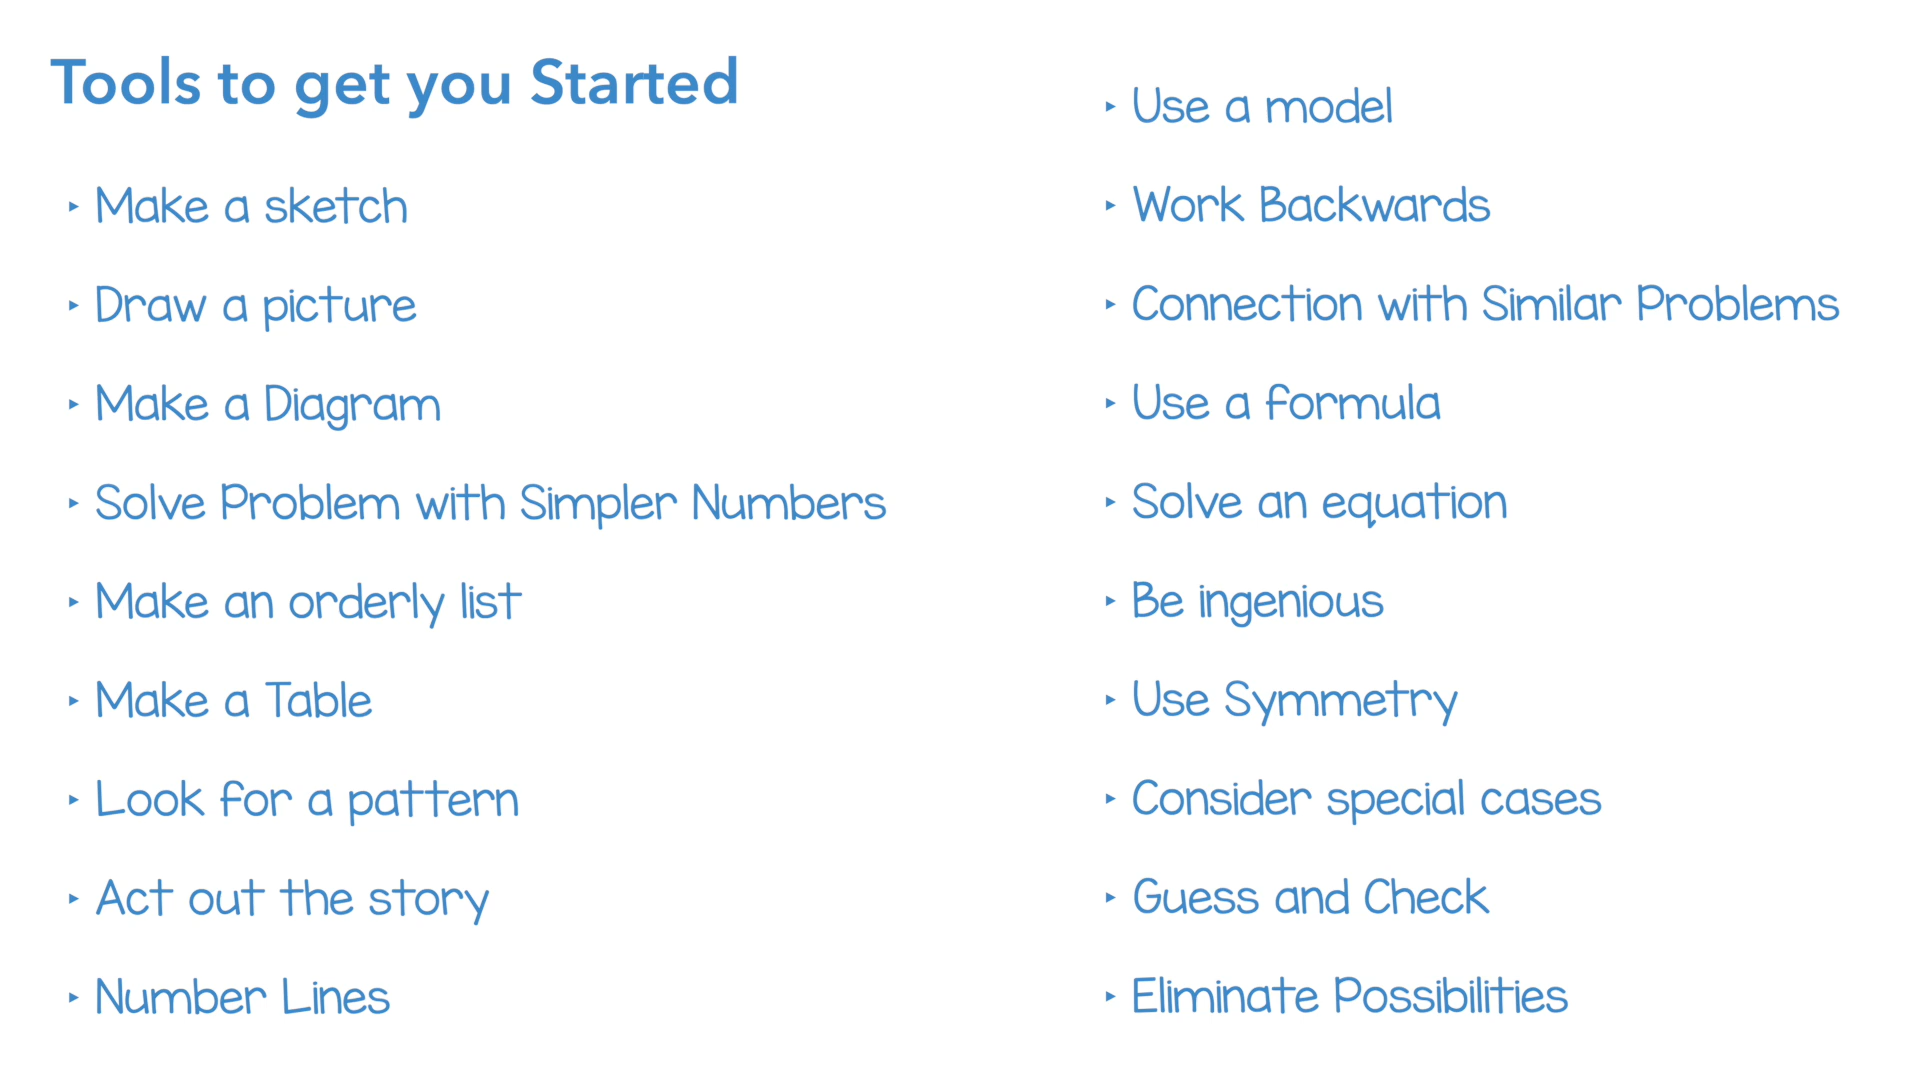 Tools to get you Started
‣ Make a sketch
‣ Draw a picture
‣ Make a Diagram
‣ Solve Problem with Simpler Numbers
‣ Make an orderly list
‣ Make a Table
‣ Look for a pattern
‣ Act out the story
‣ Number Lines
‣ Use a model
‣ Work Backwards
‣ Connection with Similar Problems
‣ Use a formula
‣ Solve an equation
‣ Be ingenious
‣ Use Symmetry
‣ Consider special cases
‣ Guess and Check
‣ Eliminate Possibilities